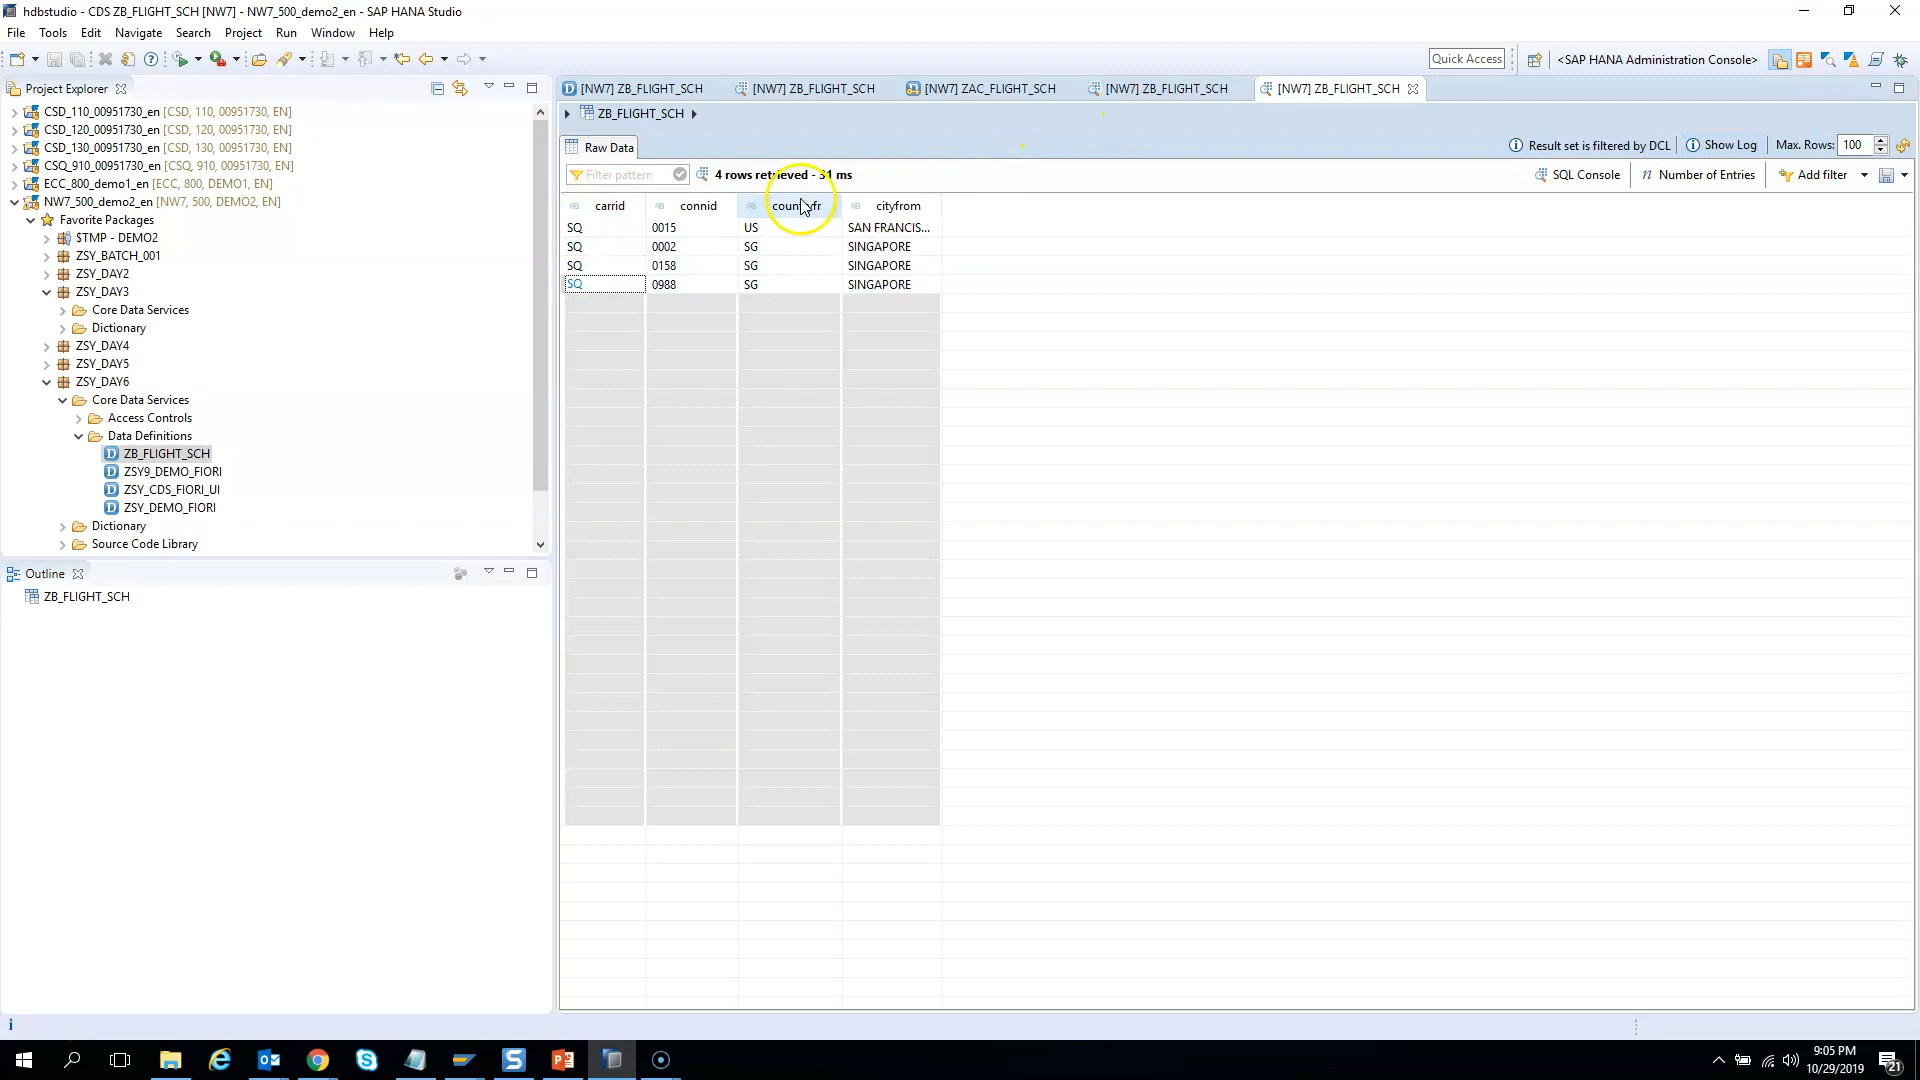 hdbstudio - CDS ZB_FLIGHT_SCH [NW7] - NW7_500_demo2_en - SAP HANA Studio
File Tools Edit Navigate Search Project Run Window Help
Quick Access <SAP HANA Administration Console>
Project Explorer
[NW7] ZB_FLIGHT_SCH [NW7] ZB_FLIGHT_SCH [NW7] ZAC_FLIGHT_SCH [NW7] ZB_FLIGHT_SCH [NW7] ZB_FLIGHT_SCH
CSD_110_00951730_en [CSD, 110, 00951730, EN]
CSD_120_00951730_en [CSD, 120, 00951730, EN]
CSD_130_00951730_en [CSD, 130, 00951730, EN]
CSQ_910_00951730_en [CSQ, 910, 00951730, EN]
ECC_800_demo1_en [ECC, 800, DEMO1, EN]
NW7_500_demo2_en [NW7, 500, DEMO2, EN]
Favorite Packages
$TMP - DEMO2
ZSY_BATCH_001
ZSY_DAY2
ZSY_DAY3
Core Data Services
Dictionary
ZSY_DAY4
ZSY_DAY5
ZSY_DAY6
Core Data Services
Access Controls
Data Definitions
ZB_FLIGHT_SCH
ZSY9_DEMO_FIORI
ZSY_CDS_FIORI_UI
ZSY_DEMO_FIORI
Dictionary
Source Code Library
Outline
ZB_FLIGHT_SCH
ZB_FLIGHT_SCH
Raw Data
Result set is filtered by DCL Show Log Max. Rows: 100
Filter pattern 4 rows retrieved - 31 ms SQL Console Number of Entries Add filter
carrid connid countryfr cityfrom
SQ 0015 US SAN FRANCIS...
SQ 0002 SG SINGAPORE
SQ 0158 SG SINGAPORE
SQ 0988 SG SINGAPORE
9:05 PM
10/29/2019
21